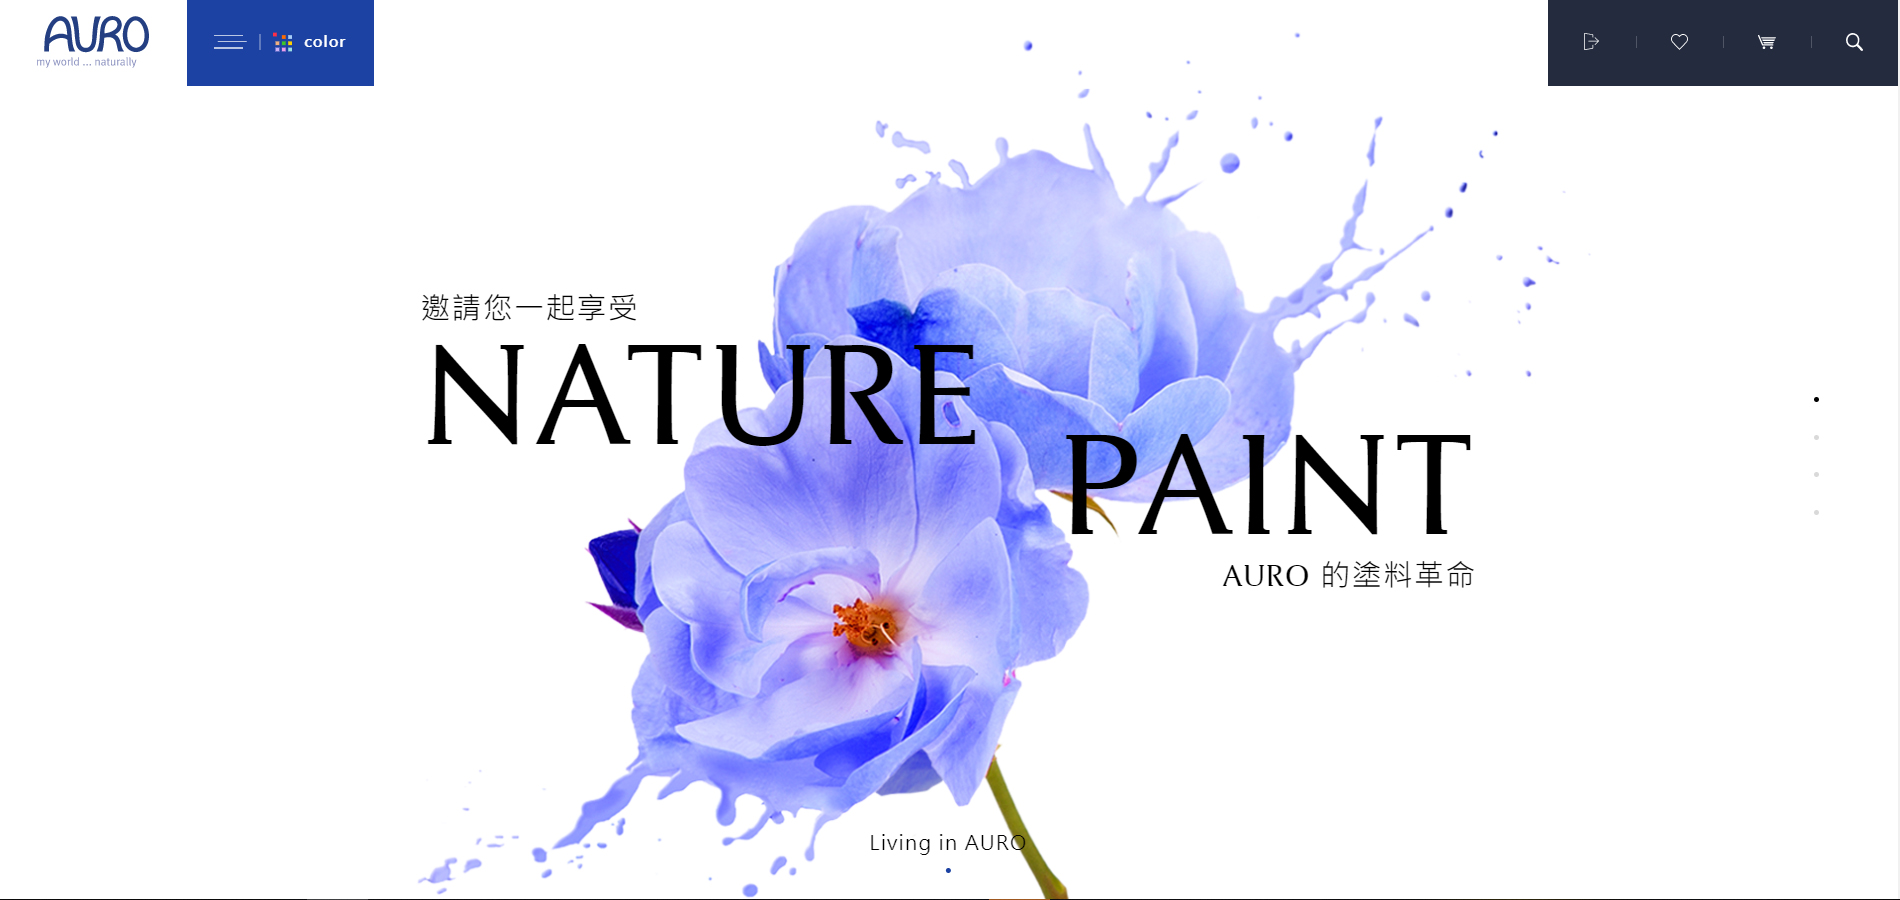 AURO
my world ... naturally
color
邀請您一起享受
NATURE
PAINT
AURO 的塗料革命
Living in AURO